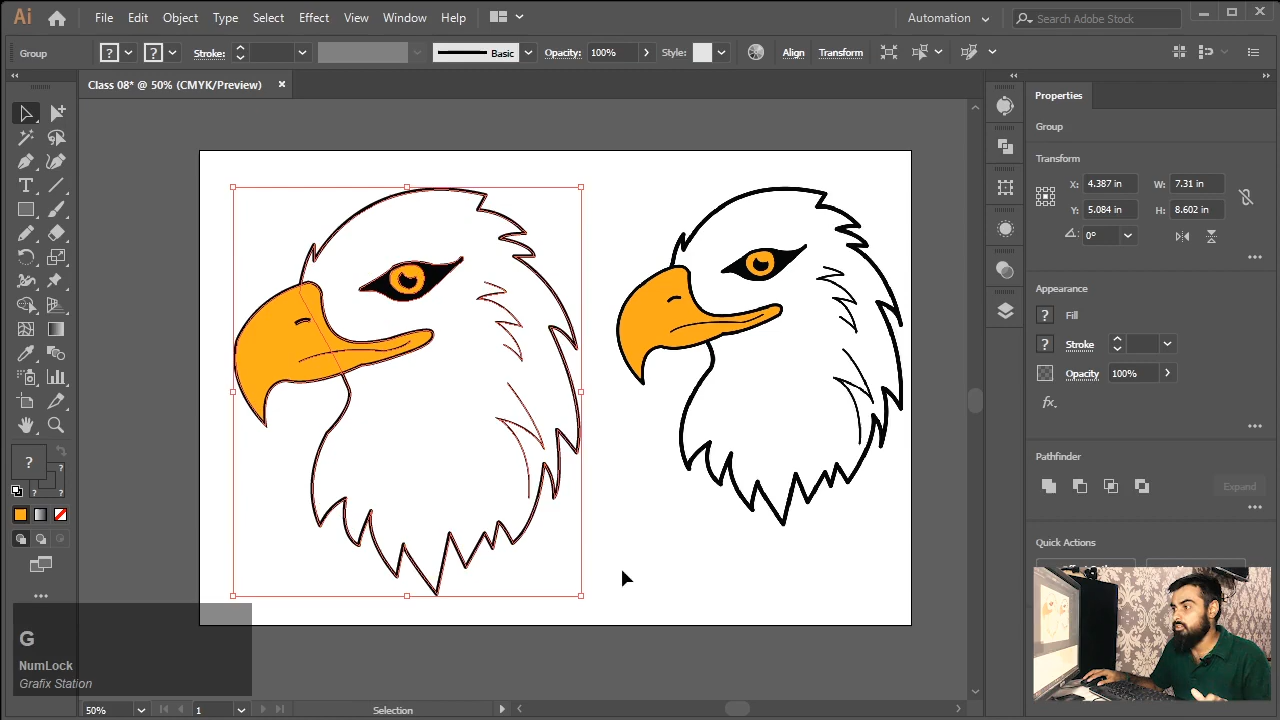 Ai File Edit Object Type Select Effect View Window Help Automation Search Adobe Stock
Group ? ? Stroke: Basic Opacity: 100% Style: Align Transform
Class 08* @ 50% (CMYK/Preview) ×
Properties
Group
Transform
X: 4.387 in W: 7.31 in
Y: 5.084 in H: 8.602 in
0°
Appearance
? Fill
? Stroke
Opacity 100%
fx.
Pathfinder
Expand
Quick Actions
T
? ?
? ?
G
NumLock
Grafix Station
50% 1 Selection